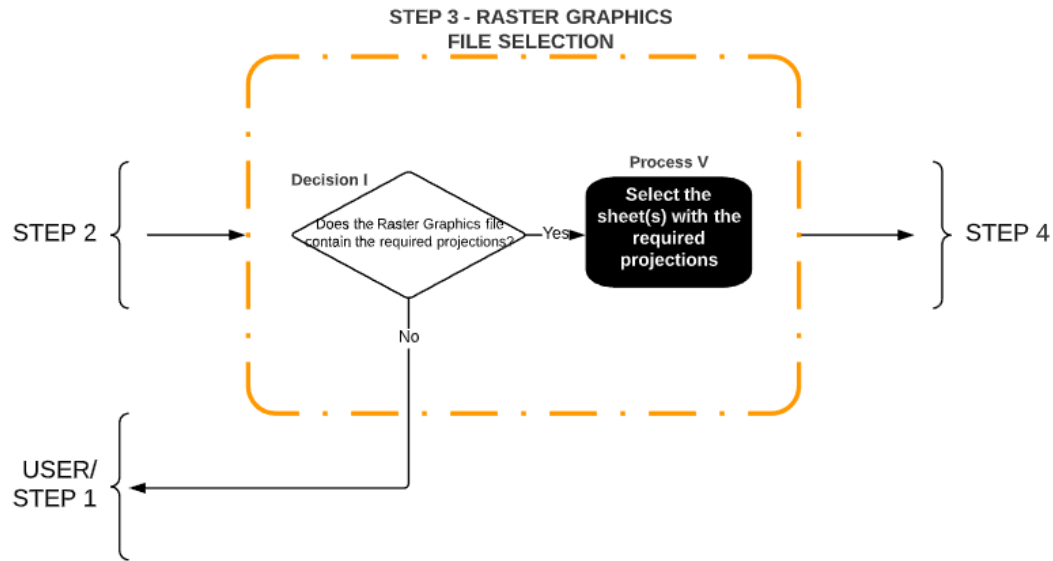 STEP 3 - RASTER GRAPHICS
FILE SELECTION
Process V
Decision I
Select the
sheet(s) with the
required
projections
Does the Raster Graphics file
contain the required projections?
Yes
STEP 2
STEP 4
No
USER/
STEP 1